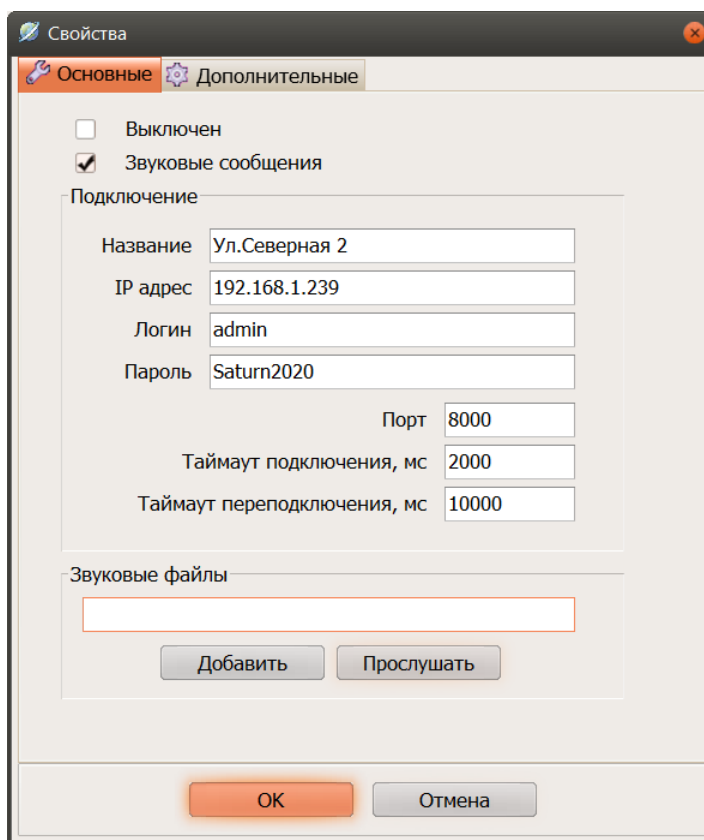 Свойства
Основные Дополнительные
Выключен
Звуковые сообщения
Подключение
Название Ул.Северная 2
IP адрес 192.168.1.239
Логин admin
Пароль Saturn2020
Порт 8000
Таймаут подключения, мс 2000
Таймаут переподключения, мс 10000
Звуковые файлы
Добавить Прослушать
OK Отмена